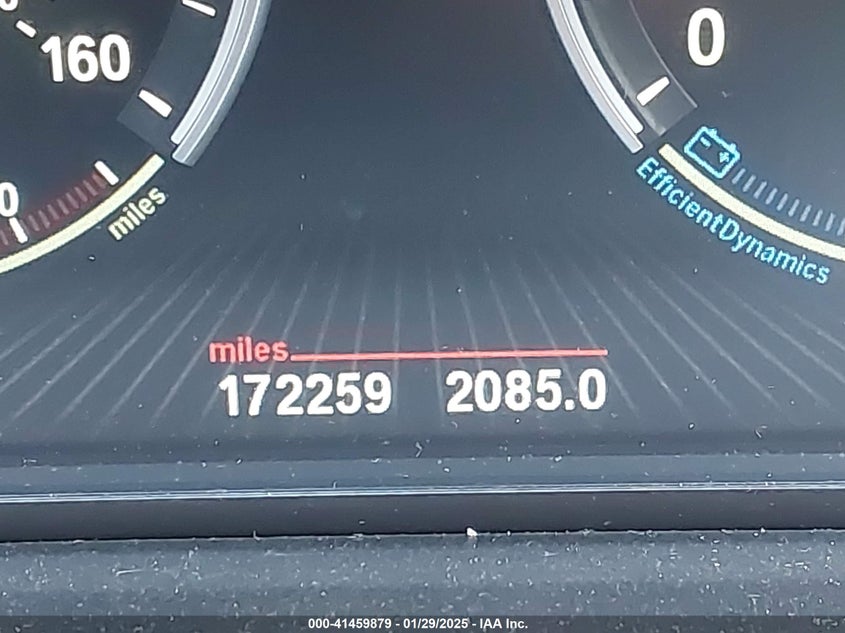 160
0
0
miles
EfficientDynamics
miles
172259 2085.0
000-41459879 - 01/29/2025 - IAA Inc.